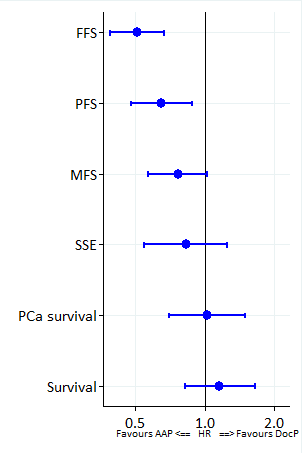 FFS
PFS
MFS
SSE
PCa survival
Survival
0.5 1.0 2.0
Favours AAP <== HR ==> Favours DocP